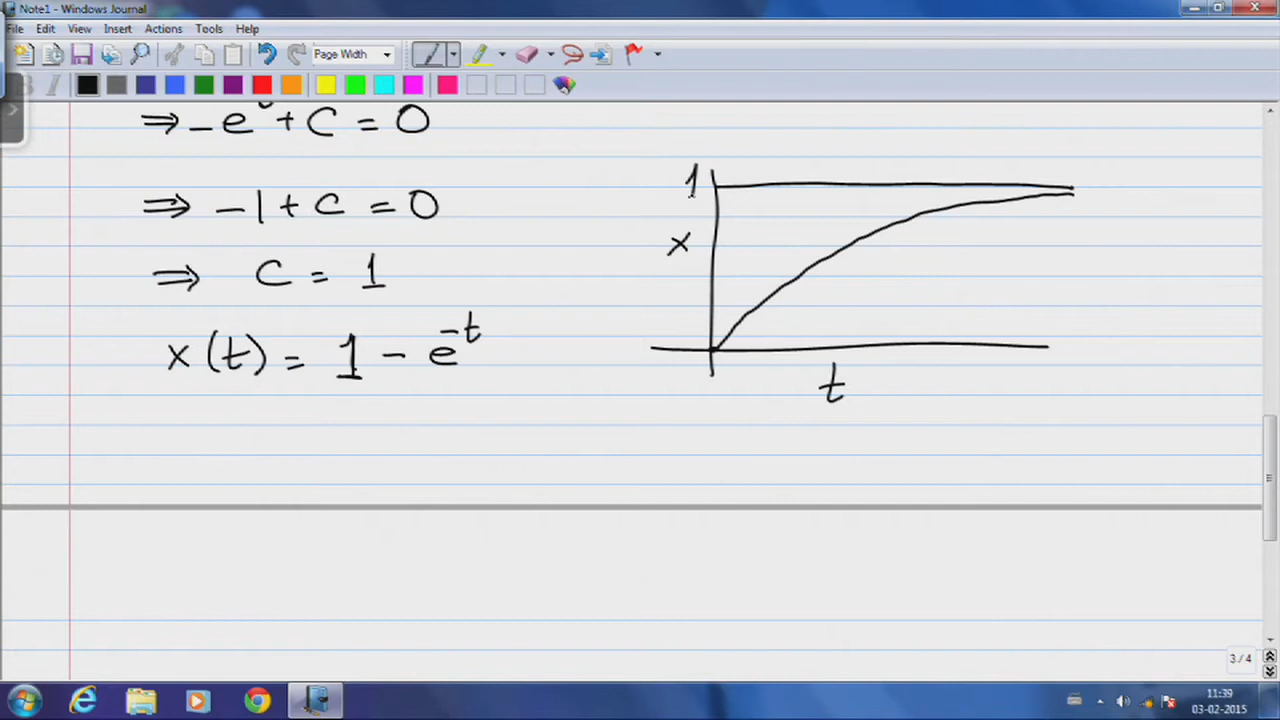 Note1 - Windows Journal
File Edit View Insert Actions Tools Help
Page Width
B I
⇒ -e⁰ + C = 0
⇒ -1 + C = 0
⇒ C = 1
x(t) = 1 - e^{-t}
1
x
t
3 / 4
11:39
03-02-2015